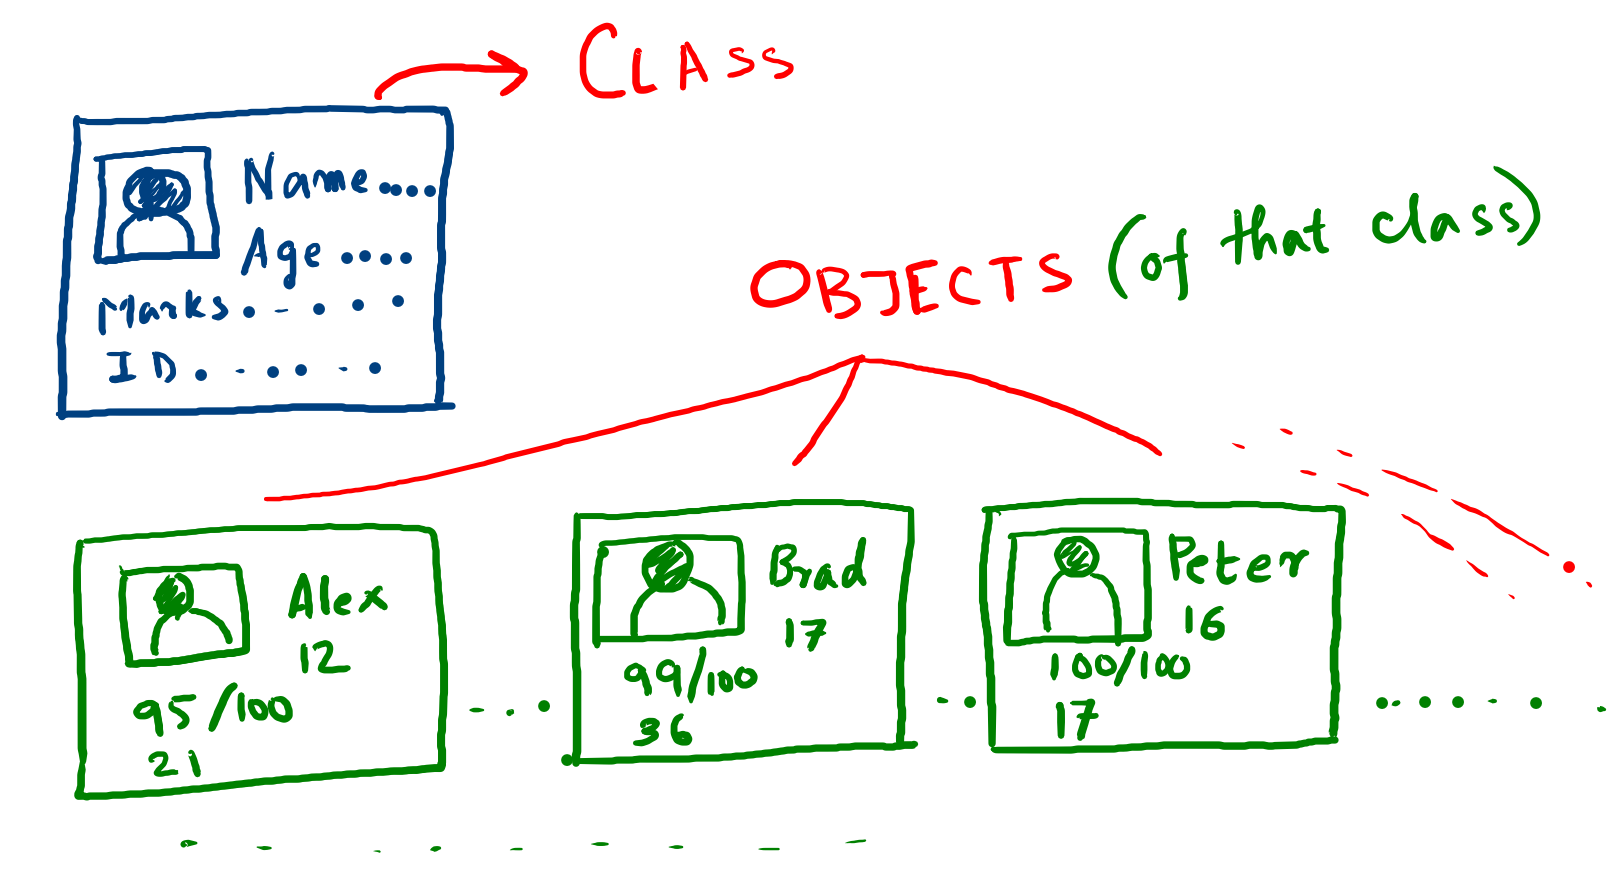 CLASS
Name....
Age....
Marks.-...
ID.-..-.
OBJECTS (of that class)
Alex
12
95/100
21
Brad
17
99/100
36
Peter
16
100/100
17